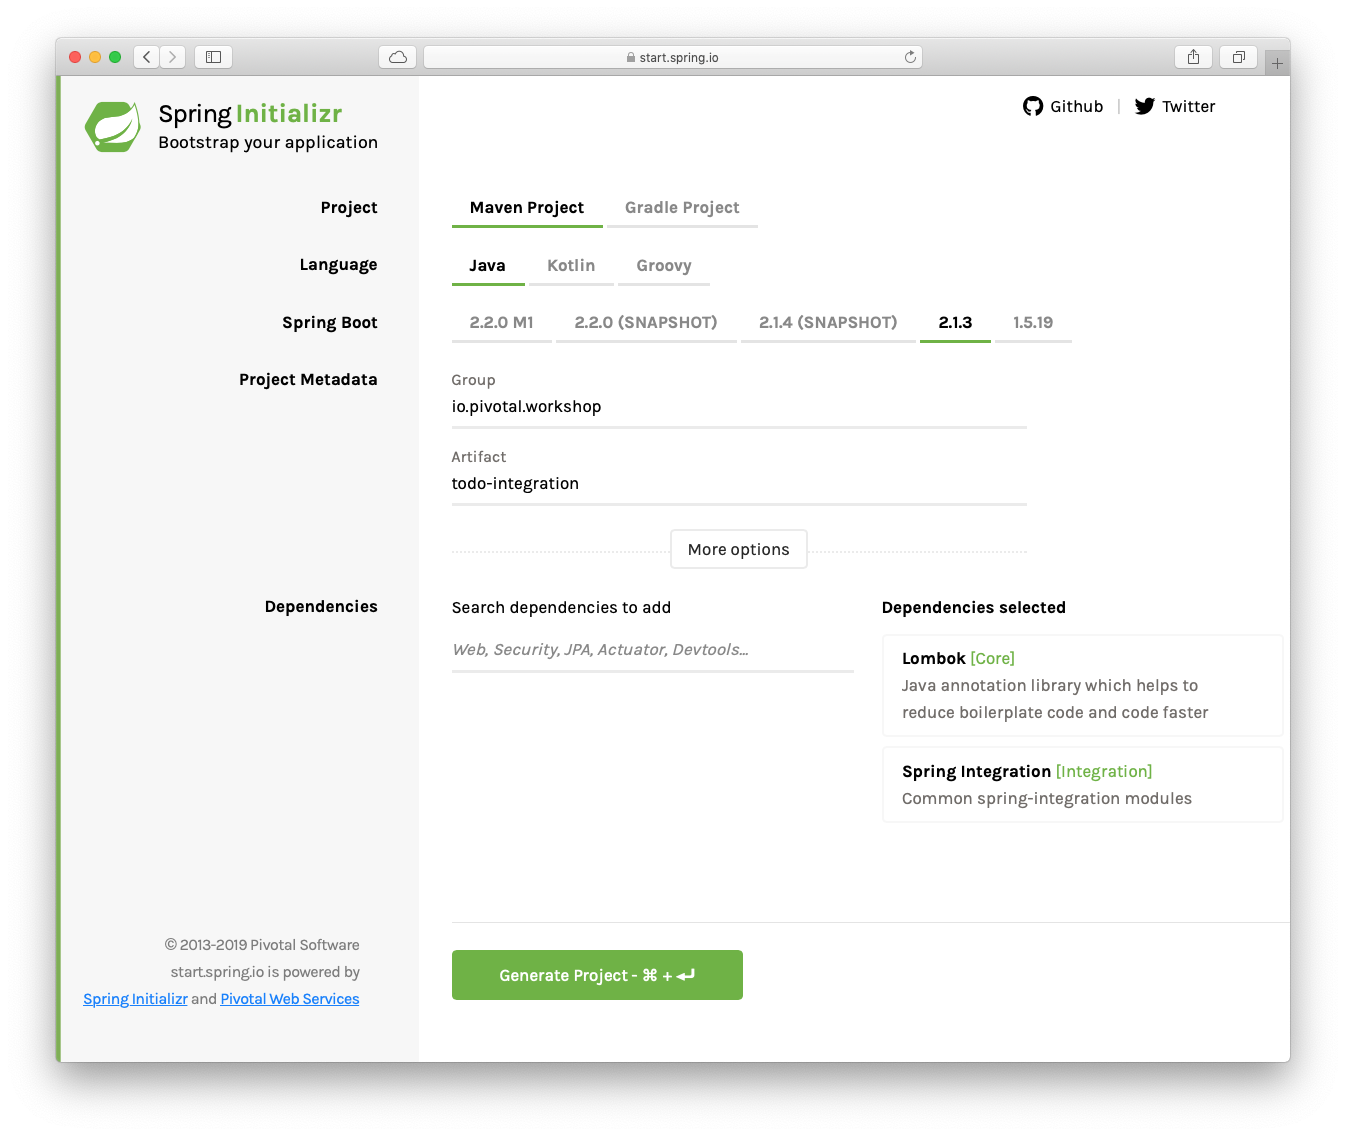 start.spring.io
Spring Initializr
Bootstrap your application
Github | Twitter
Project
Maven Project Gradle Project
Language
Java Kotlin Groovy
Spring Boot
2.2.0 M1 2.2.0 (SNAPSHOT) 2.1.4 (SNAPSHOT) 2.1.3 1.5.19
Project Metadata
Group
io.pivotal.workshop
Artifact
todo-integration
More options
Dependencies
Search dependencies to add
Web, Security, JPA, Actuator, Devtools...
Dependencies selected
Lombok [Core]
Java annotation library which helps to
reduce boilerplate code and code faster
Spring Integration [Integration]
Common spring-integration modules
© 2013-2019 Pivotal Software
start.spring.io is powered by
Spring Initializr and Pivotal Web Services
Generate Project - ⌘ + ↵